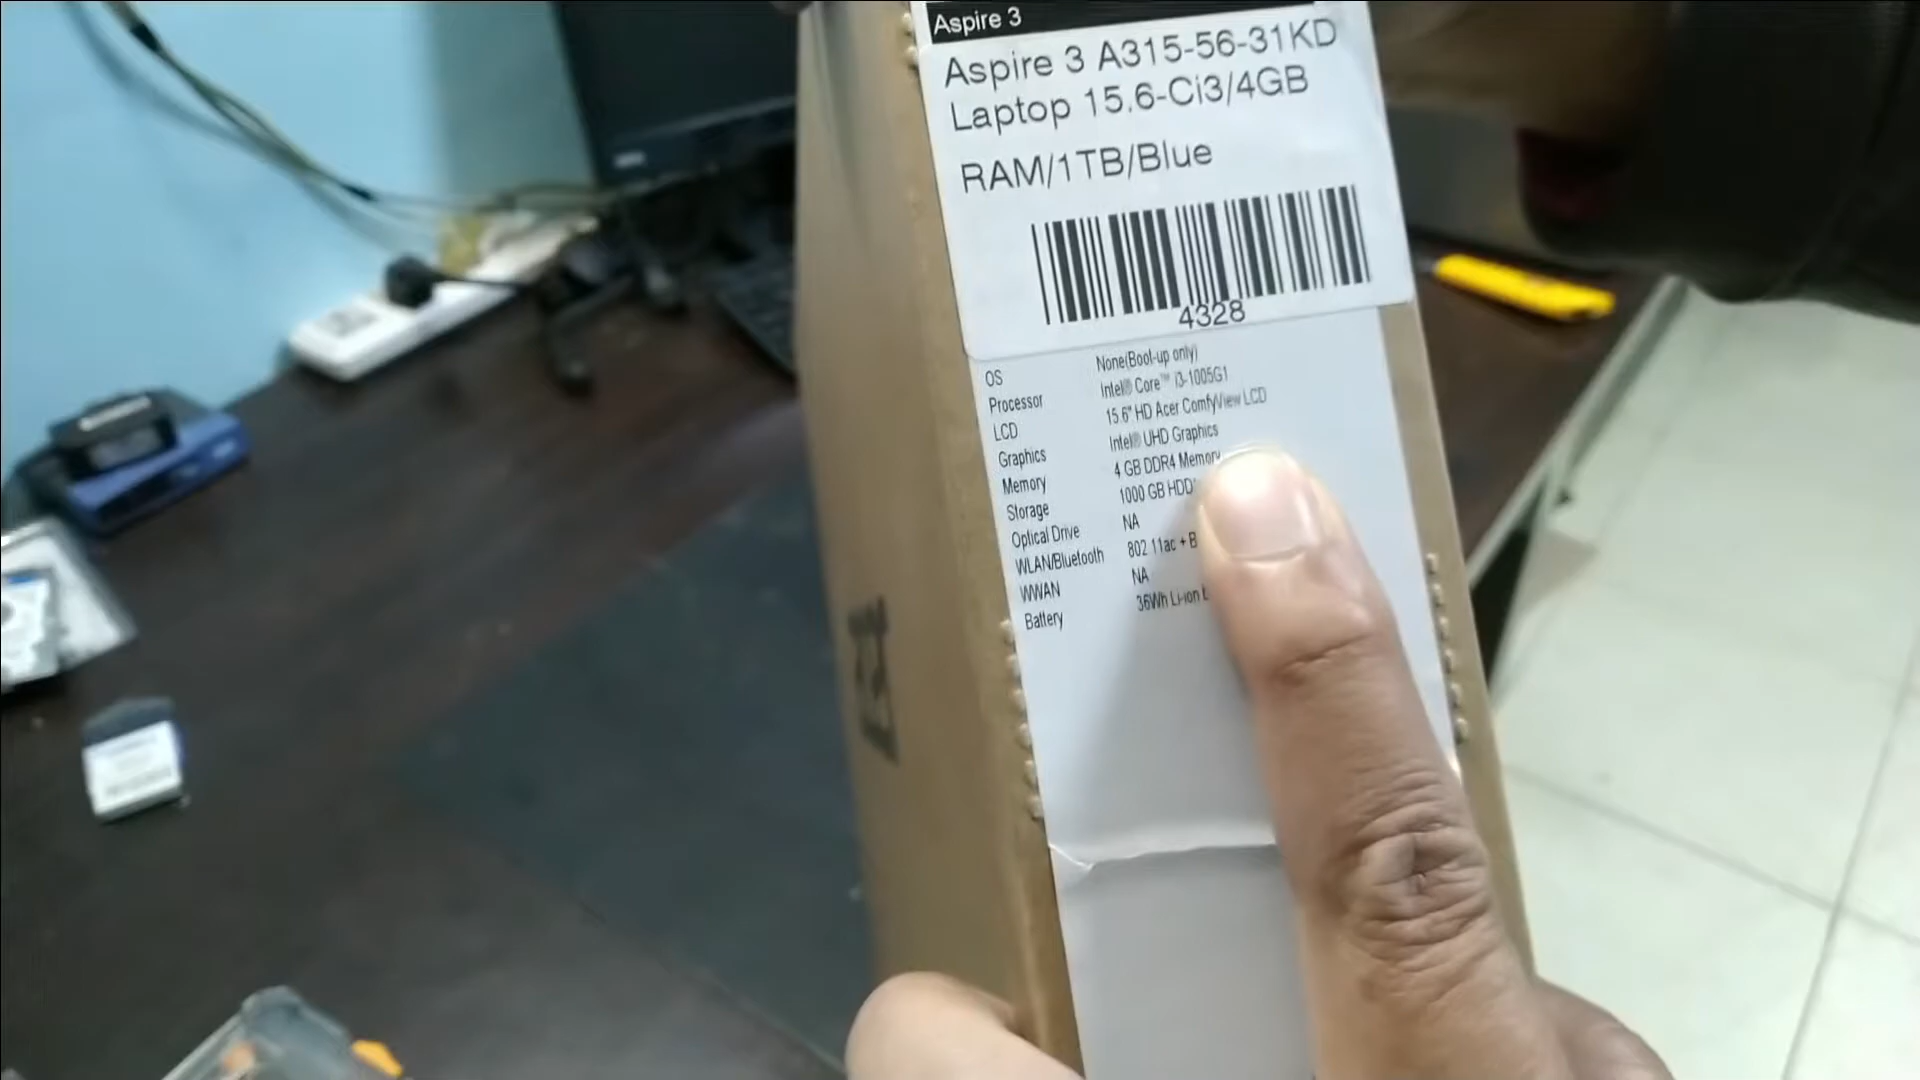 Aspire 3
Aspire 3 A315-56-31KD
Laptop 15.6-Ci3/4GB
RAM/1TB/Blue
4328
OS None(Boot-up only)
Processor Intel® Core™ i3-1005G1
LCD 15.6" HD Acer ComfyView LCD
Graphics Intel® UHD Graphics
Memory 4 GB DDR4 Memory
Storage 1000 GB HDD
Optical Drive NA
WLAN/Bluetooth 802 11ac + B
WWAN NA
Battery 36Wh Li-ion